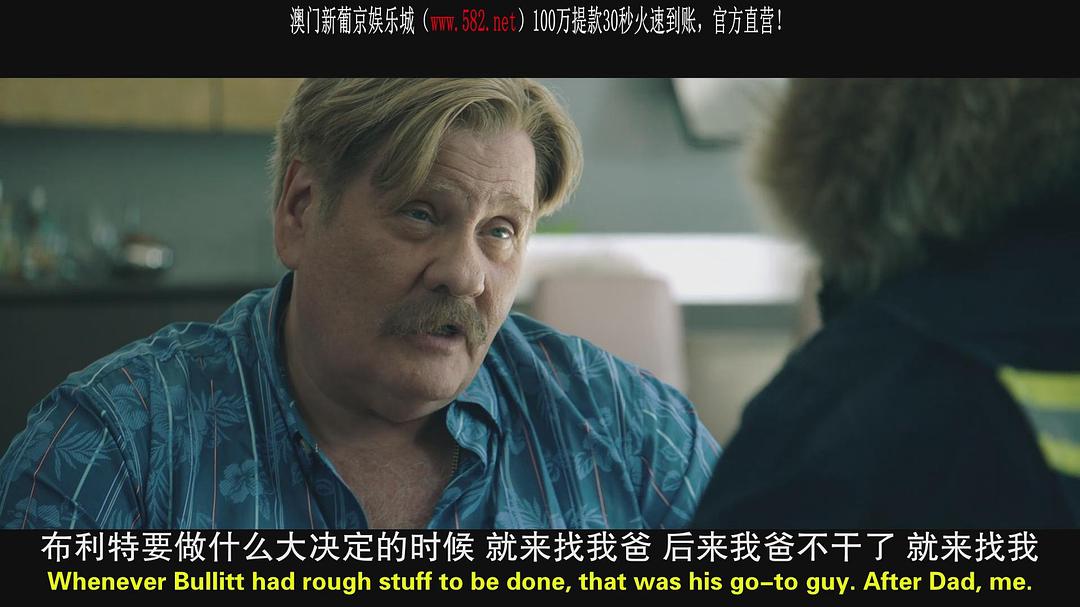 澳门新葡京娱乐城（www.582.net）100万提款30秒火速到账，官方直营！
布利特要做什么大决定的时候 就来找我爸 后来我爸不干了 就来找我
Whenever Bullitt had rough stuff to be done, that was his go-to guy. After Dad, me.